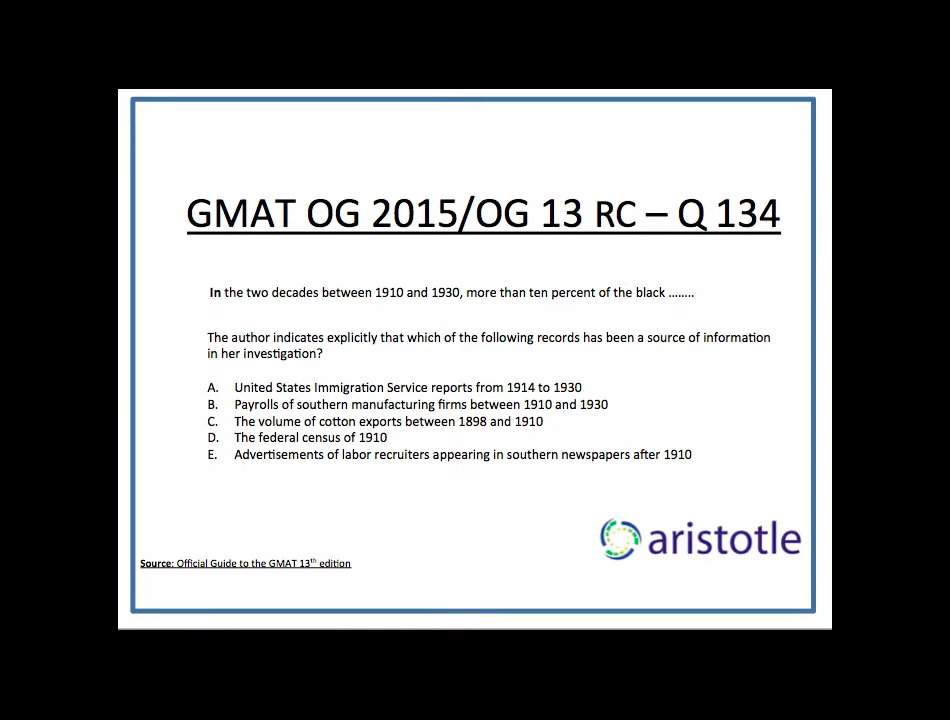 GMAT OG 2015/OG 13 RC – Q 134
In the two decades between 1910 and 1930, more than ten percent of the black ........
The author indicates explicitly that which of the following records has been a source of information
in her investigation?
A. United States Immigration Service reports from 1914 to 1930
B. Payrolls of southern manufacturing firms between 1910 and 1930
C. The volume of cotton exports between 1898 and 1910
D. The federal census of 1910
E. Advertisements of labor recruiters appearing in southern newspapers after 1910
aristotle
Source: Official Guide to the GMAT 13th edition